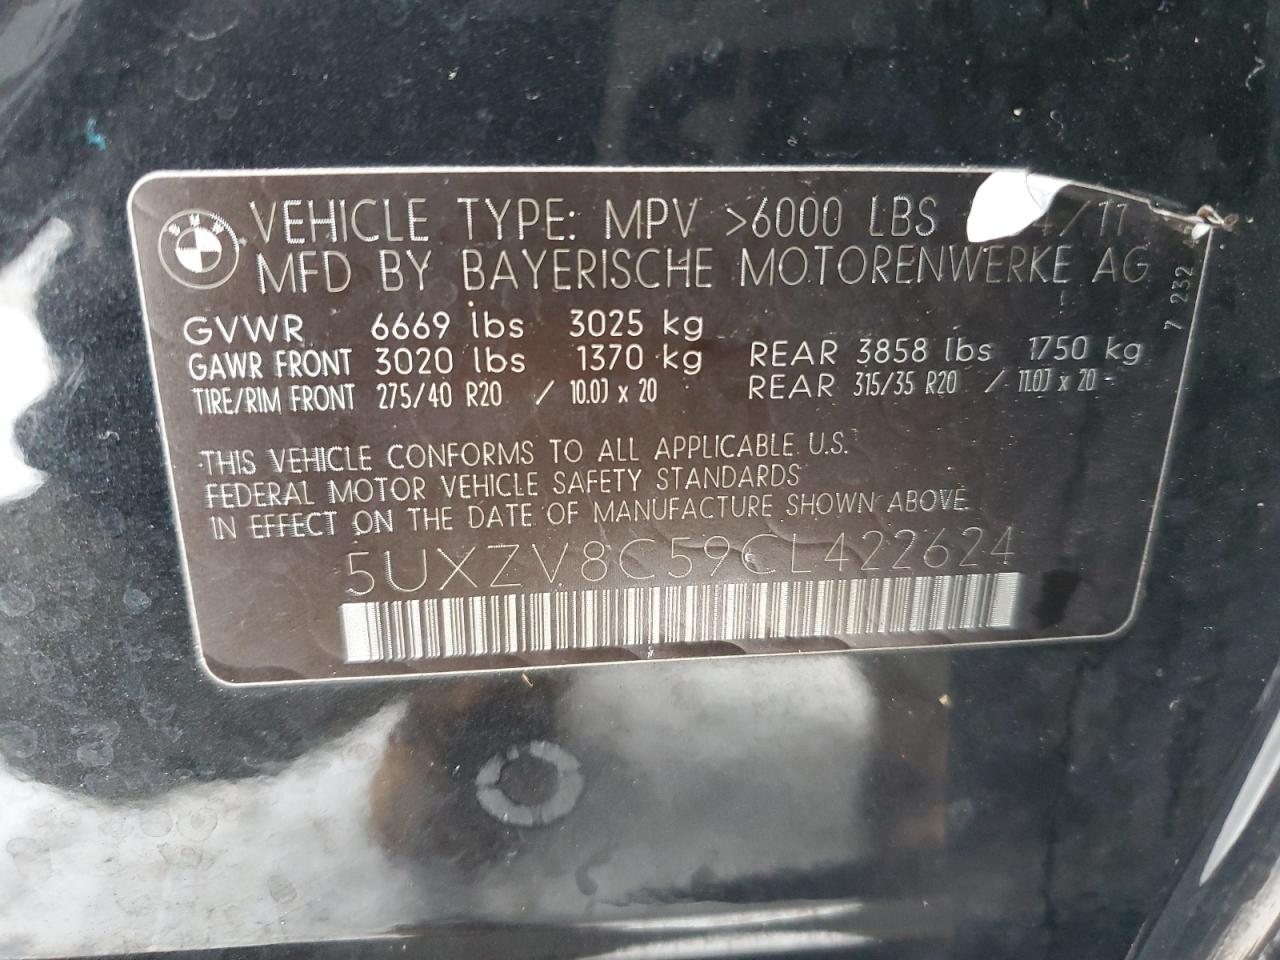 VEHICLE TYPE: MPV >6000 LBS /11
MFD BY BAYERISCHE MOTORENWERKE AG
7 232
GVWR 6669 lbs 3025 kg
GAWR FRONT 3020 lbs 1370 kg REAR 3858 lbs 1750 kg
TIRE/RIM FRONT 275/40 R20 / 10.0J x 20 REAR 315/35 R20 / 11.0J x 20
THIS VEHICLE CONFORMS TO ALL APPLICABLE U.S.
FEDERAL MOTOR VEHICLE SAFETY STANDARDS
IN EFFECT ON THE DATE OF MANUFACTURE SHOWN ABOVE.
5UXZV8C59CL422624